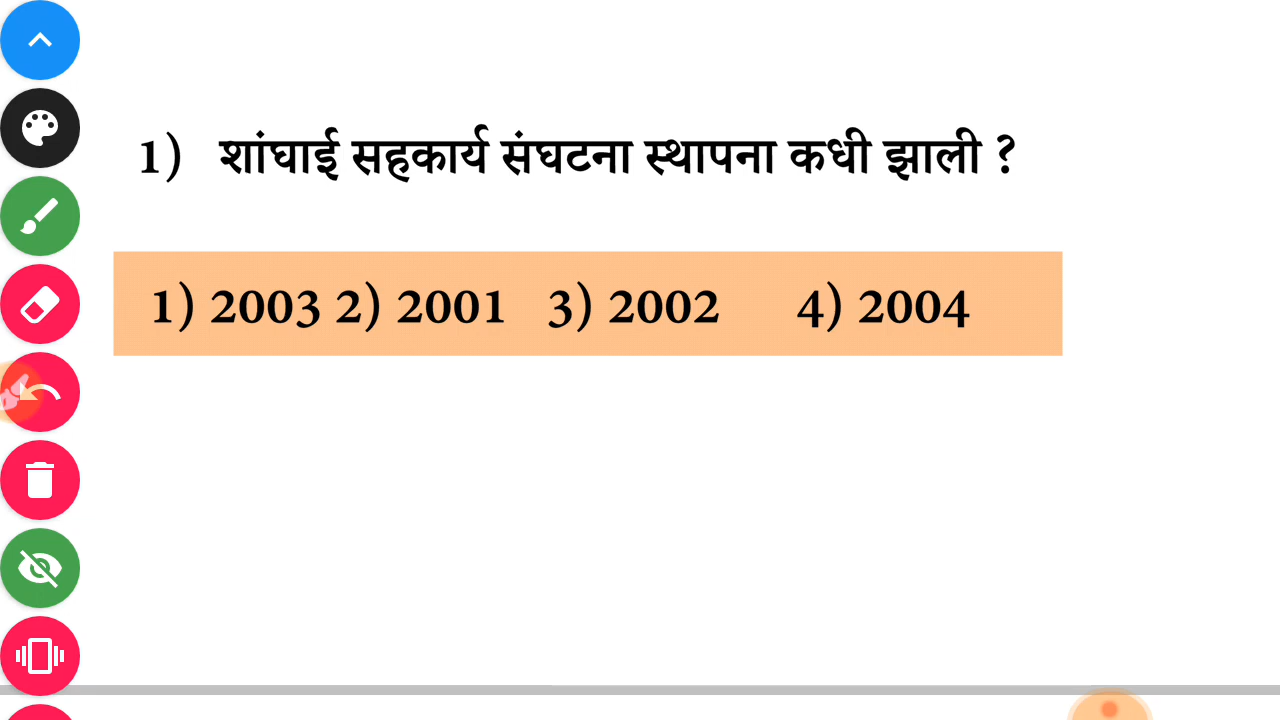 1) शांघाई सहकार्य संघटना स्थापना कधी झाली ?
1) 2003 2) 2001 3) 2002 4) 2004